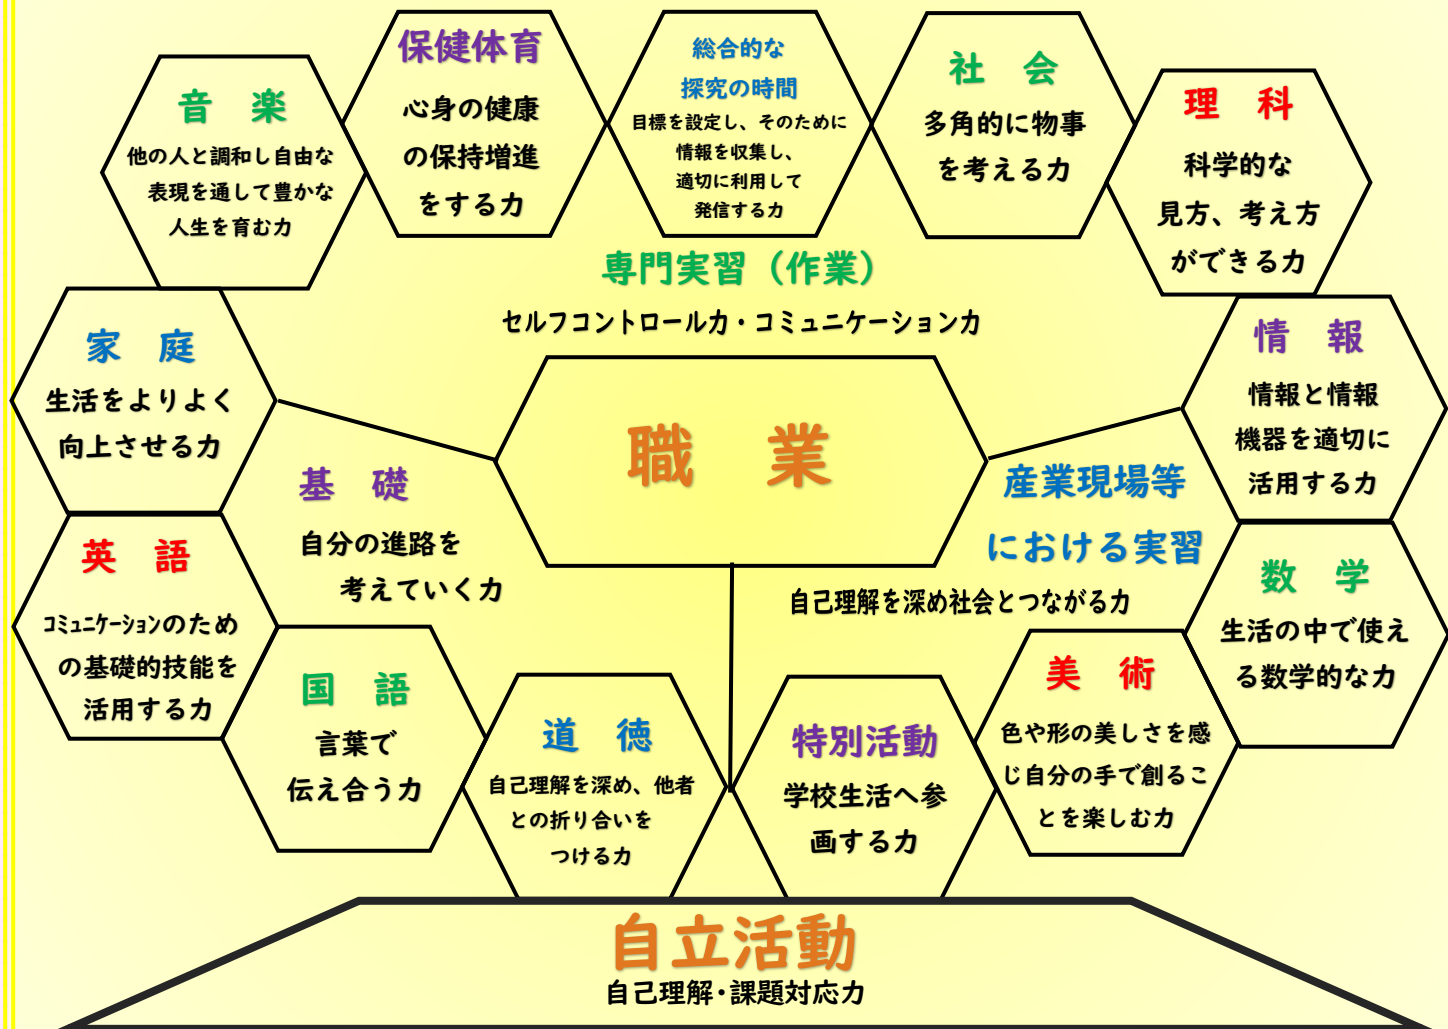 音　楽
他の人と調和し自由な
表現を通して豊かな
人生を育む力
保健体育
心身の健康
の保持増進
をする力
総合的な
探究の時間
目標を設定し、そのために
情報を収集し、
適切に利用して
発信する力
社　会
多角的に物事
を考える力
理　科
科学的な
見方、考え方
ができる力
専門実習（作業）
セルフコントロール力・コミュニケーション力
家　庭
生活をよりよく
向上させる力
職　業
情　報
情報と情報
機器を適切に
活用する力
基　礎
自分の進路を
考えていく力
産業現場等
における実習
自己理解を深め社会とつながる力
英　語
コミュニケーションのため
の基礎的技能を
活用する力
数　学
生活の中で使え
る数学的な力
国　語
言葉で
伝え合う力
道　徳
自己理解を深め、他者
との折り合いを
つける力
特別活動
学校生活へ参
画する力
美　術
色や形の美しさを感
じ自分の手で創るこ
とを楽しむ力
自立活動
自己理解･課題対応力